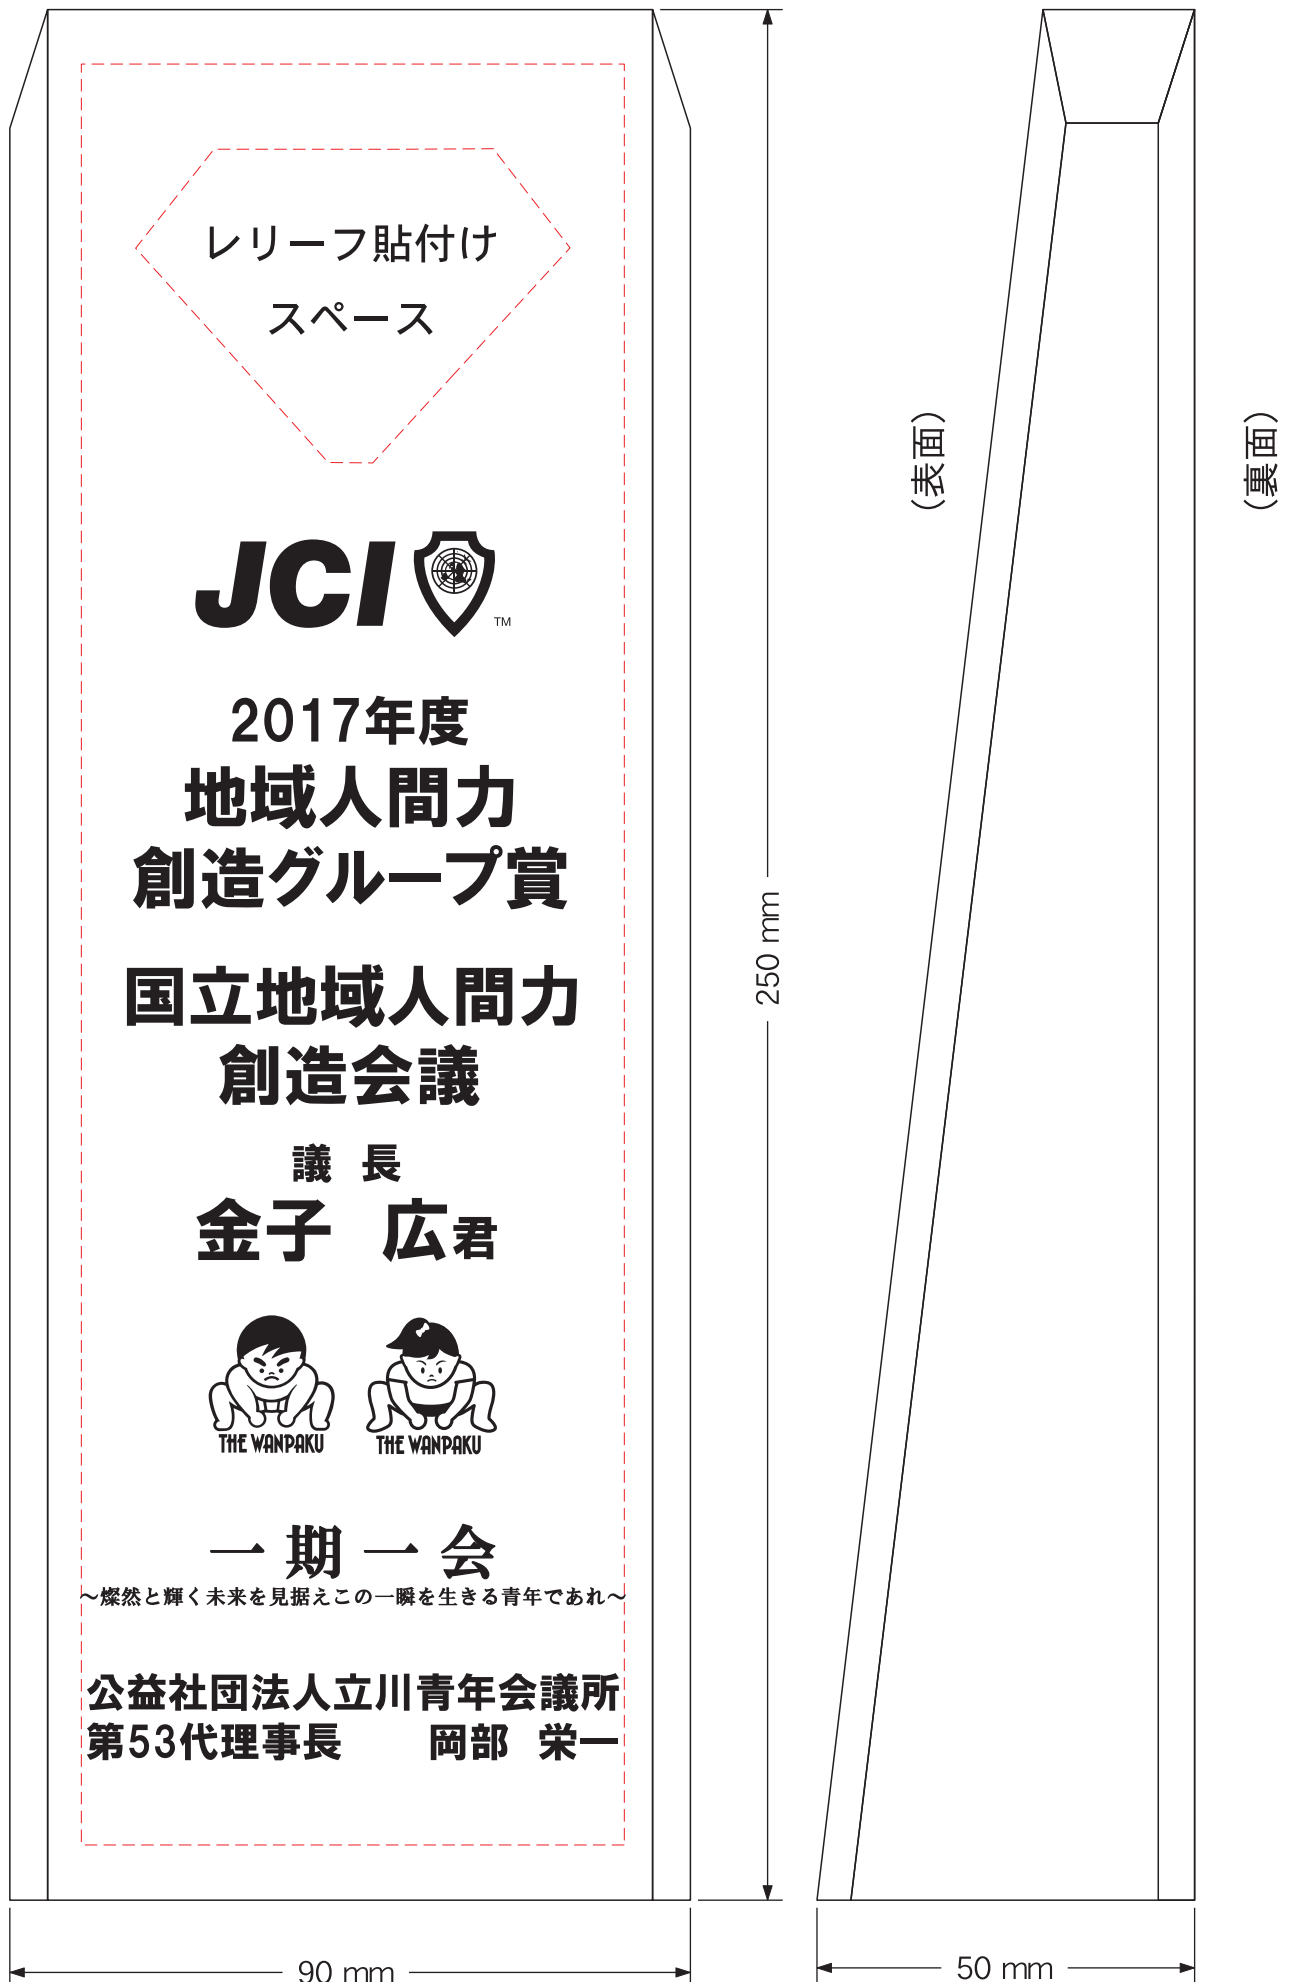 レリーフ貼付け
スペース
JCI
TM
2017年度
地域人間力
創造グループ賞
国立地域人間力
創造会議
議長
金子 広君
THE WANPAKU
THE WANPAKU
一期一会
～燦然と輝く未来を見据えこの一瞬を生きる青年であれ～
公益社団法人立川青年会議所
第53代理事長 岡部 栄一
90 mm
250 mm
（表面）
（裏面）
50 mm